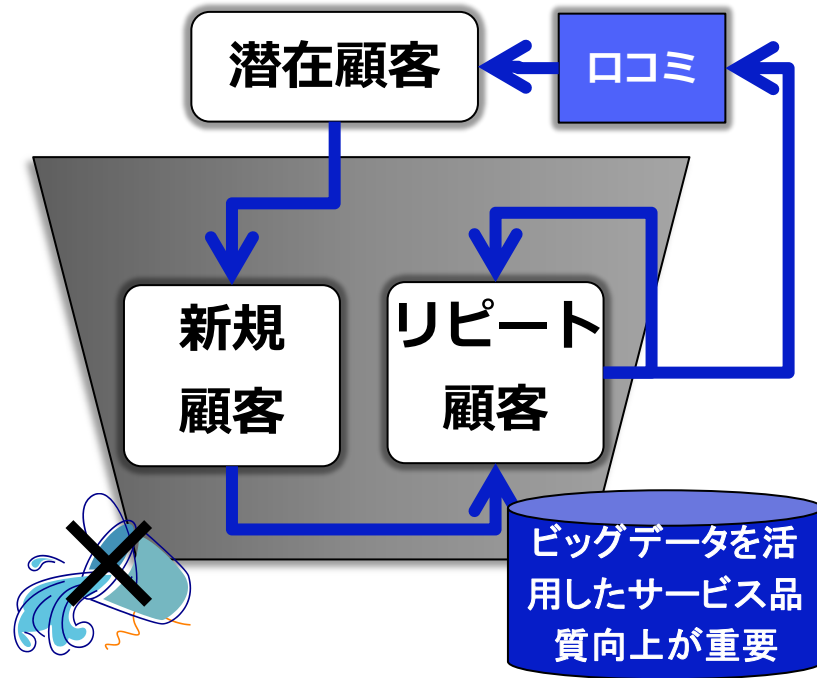 潜在顧客
口コミ
新規
顧客
リピート
顧客
ビッグデータを活
用したサービス品
質向上が重要